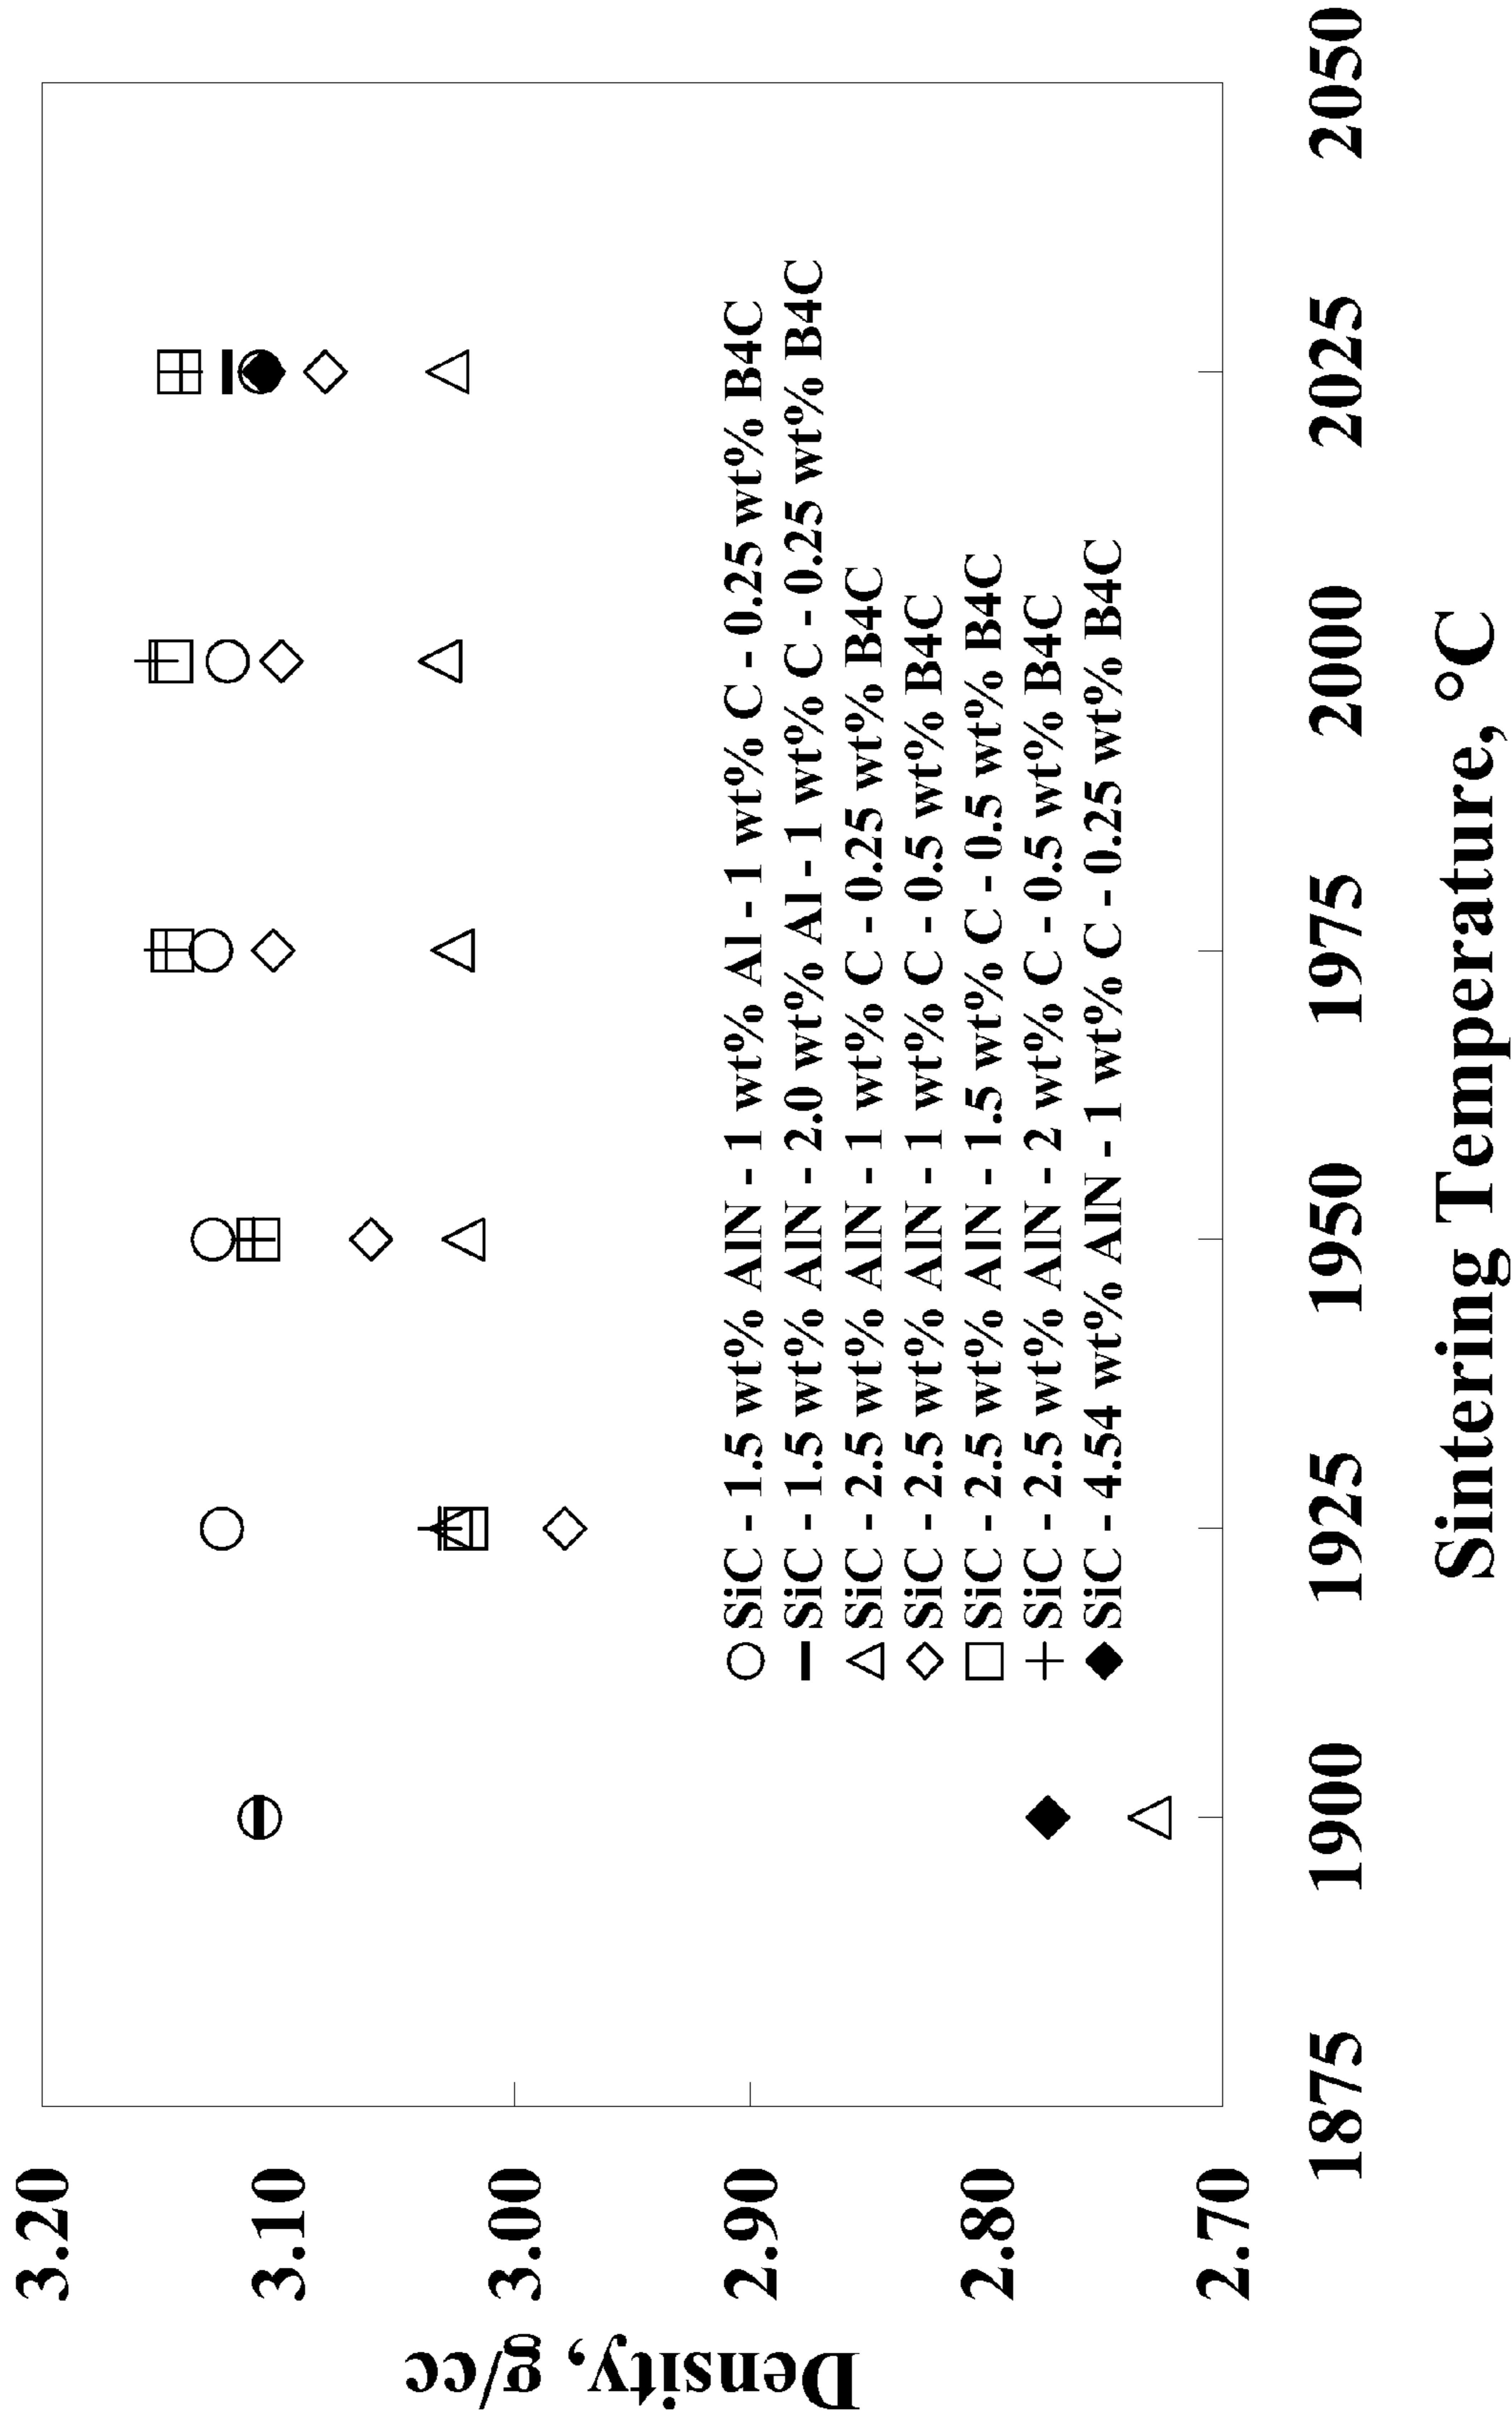 3.20
3.10
3.00
2.90
2.80
2.70
Density, g/cc
SiC - 1.5 wt% AlN - 1 wt% Al - 1 wt% C - 0.25 wt% B4C
SiC - 1.5 wt% AlN - 2.0 wt% Al - 1 wt% C - 0.25 wt% B4C
SiC - 2.5 wt% AlN - 1 wt% C - 0.25 wt% B4C
SiC - 2.5 wt% AlN - 1 wt% C - 0.5 wt% B4C
SiC - 2.5 wt% AlN - 1.5 wt% C - 0.5 wt% B4C
SiC - 2.5 wt% AlN - 2 wt% C - 0.5 wt% B4C
SiC - 4.54 wt% AlN - 1 wt% C - 0.25 wt% B4C
1875 1900 1925 1950 1975 2000 2025 2050
Sintering Temperature, °C